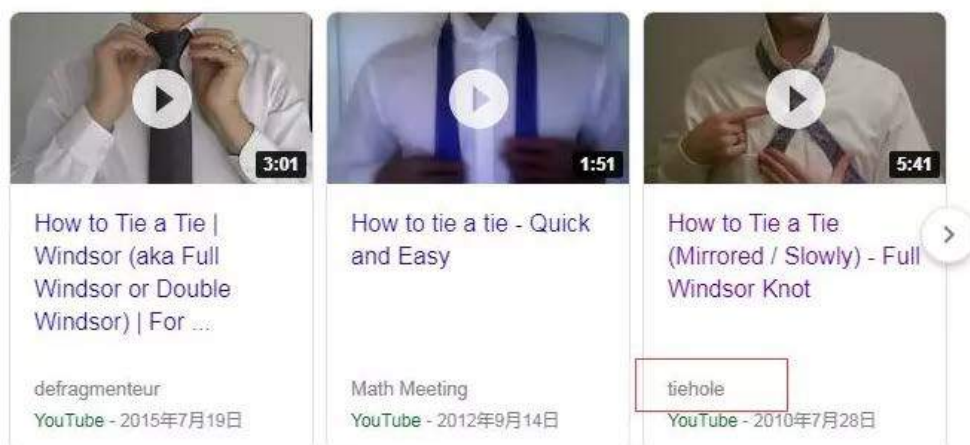 3:01
1:51
5:41
How to Tie a Tie |
Windsor (aka Full
Windsor or Double
Windsor) | For ...
How to tie a tie - Quick
and Easy
How to Tie a Tie
(Mirrored / Slowly) - Full
Windsor Knot
defragmenteur
YouTube - 2015年7月19日
Math Meeting
YouTube - 2012年9月14日
tiehole
YouTube - 2010年7月28日